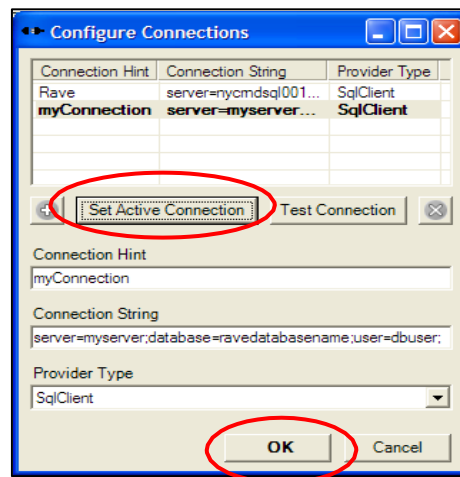 Configure Connections
Connection Hint Connection String Provider Type
Rave server=nycmdsql001... SqlClient
myConnection server=myserver... SqlClient
Set Active Connection Test Connection
Connection Hint
myConnection
Connection String
server=myserver;database=ravedatabasename;user=dbuser;
Provider Type
SqlClient
OK Cancel